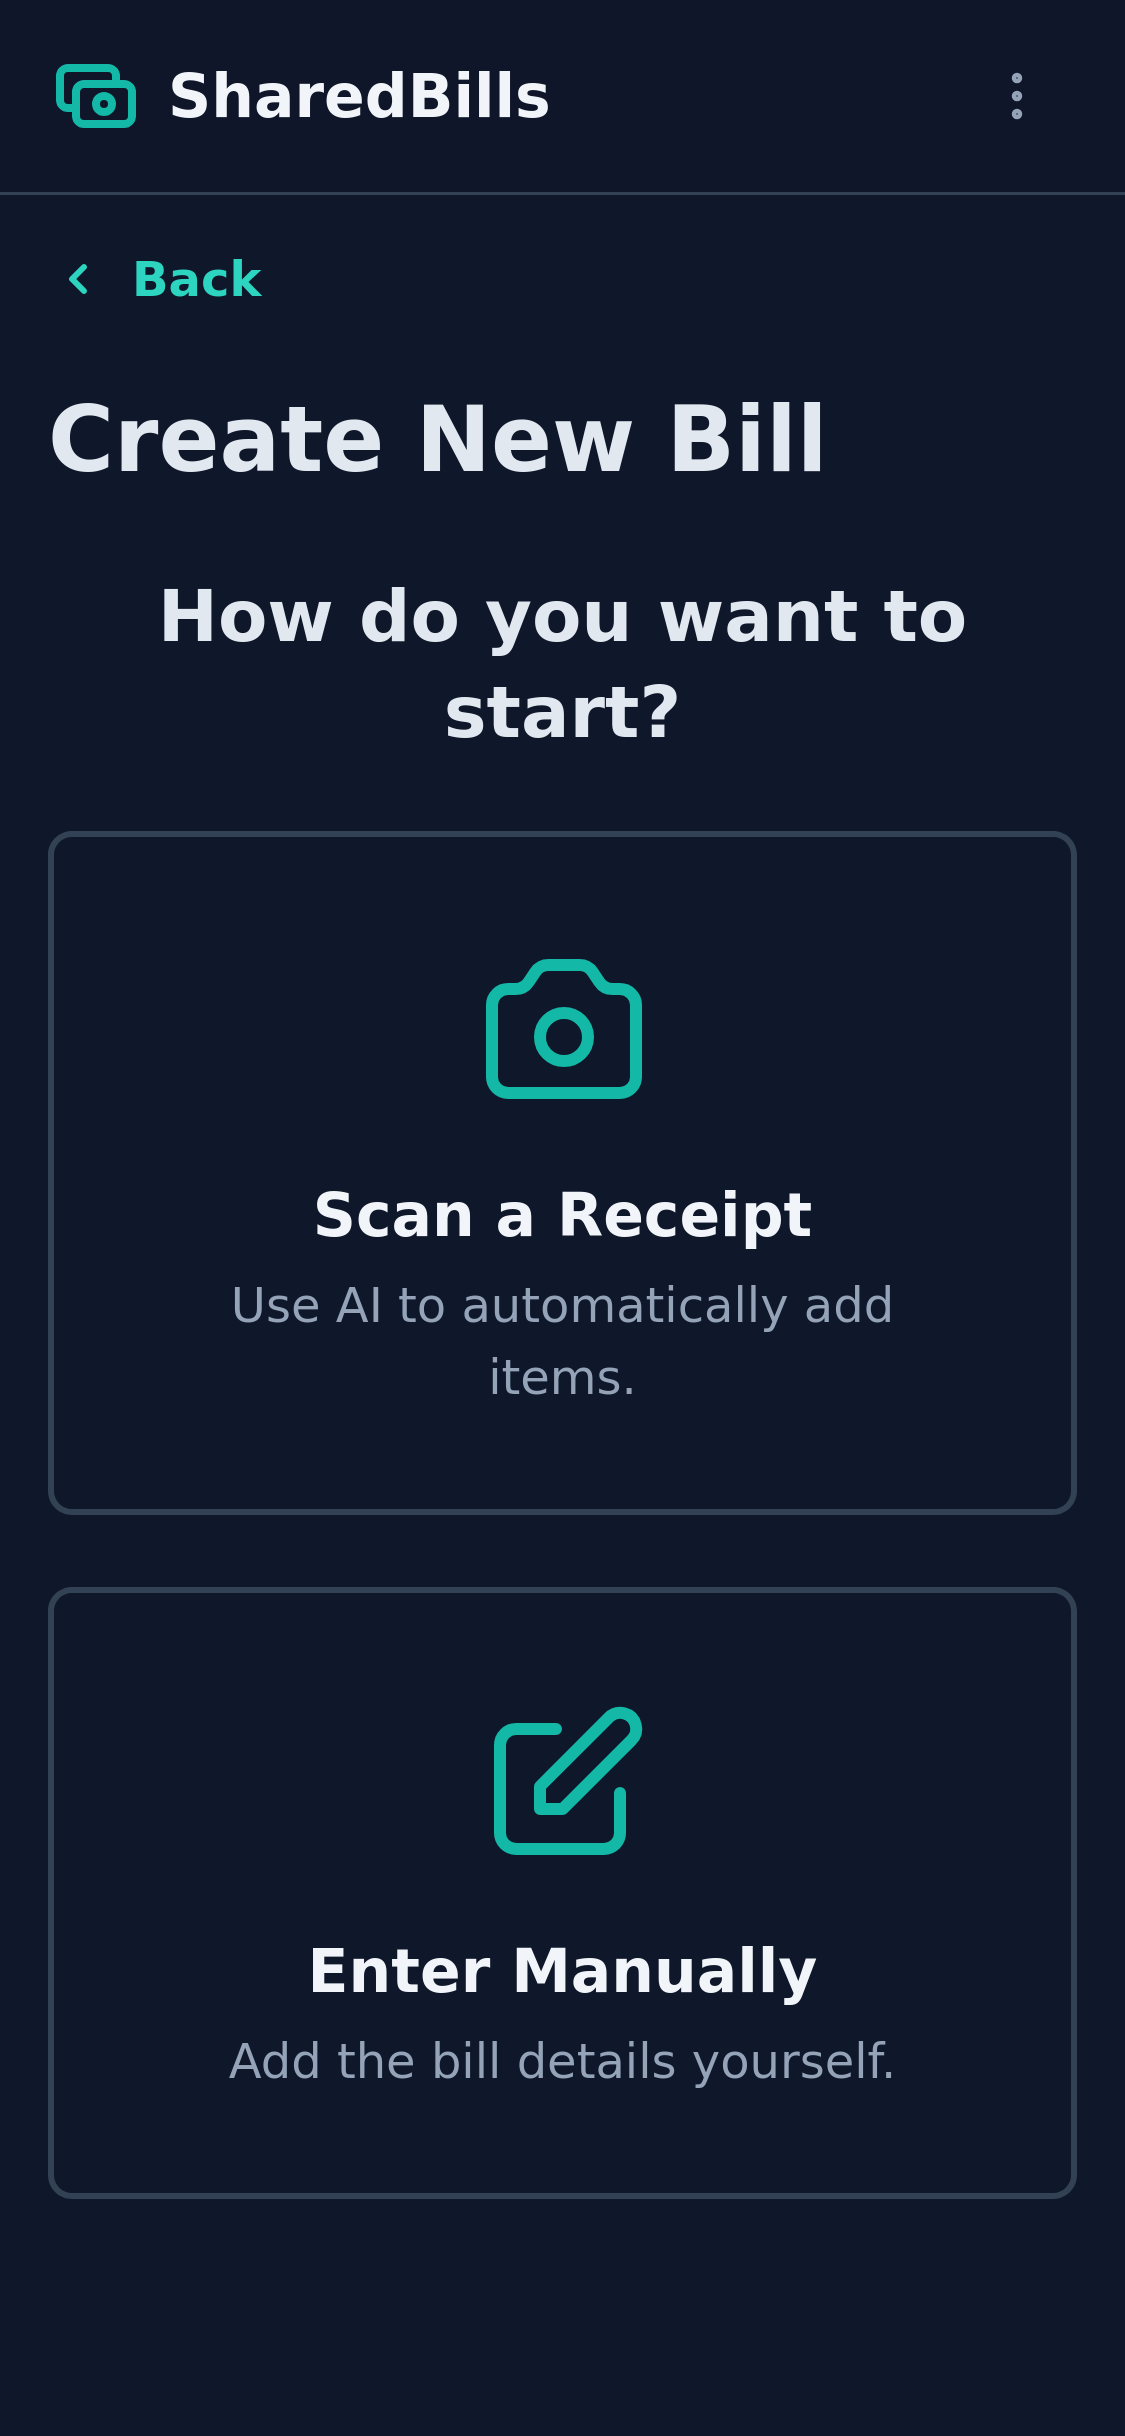 SharedBills
Back
Create New Bill
How do you want to
start?
Scan a Receipt
Use AI to automatically add
items.
Enter Manually
Add the bill details yourself.